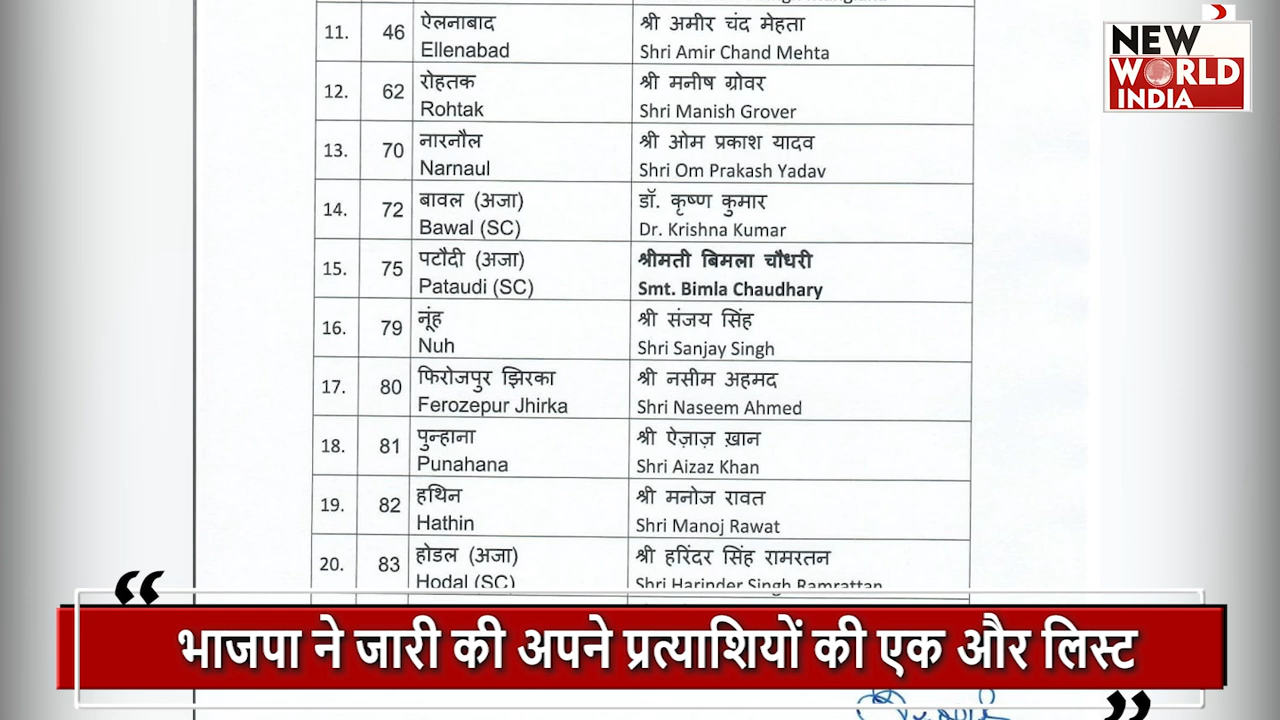 NEW
WORLD
INDIA
11. 46 ऐलनाबाद श्री अमीर चंद मेहता
Ellenabad Shri Amir Chand Mehta
12. 62 रोहतक श्री मनीष ग्रोवर
Rohtak Shri Manish Grover
13. 70 नारनौल श्री ओम प्रकाश यादव
Narnaul Shri Om Prakash Yadav
14. 72 बावल (अजा) डॉ. कृष्ण कुमार
Bawal (SC) Dr. Krishna Kumar
15. 75 पटौदी (अजा) श्रीमती बिमला चौधरी
Pataudi (SC) Smt. Bimla Chaudhary
16. 79 नूंह श्री संजय सिंह
Nuh Shri Sanjay Singh
17. 80 फिरोजपुर झिरका श्री नसीम अहमद
Ferozepur Jhirka Shri Naseem Ahmed
18. 81 पुन्हाना श्री ऐज़ाज़ ख़ान
Punahana Shri Aizaz Khan
19. 82 हथिन श्री मनोज रावत
Hathin Shri Manoj Rawat
20. 83 होडल (अजा) श्री हरिंदर सिंह रामरतन
Hodal (SC) Shri Harinder Singh Ramrattan
“ भाजपा ने जारी की अपने प्रत्याशियों की एक और लिस्ट ”